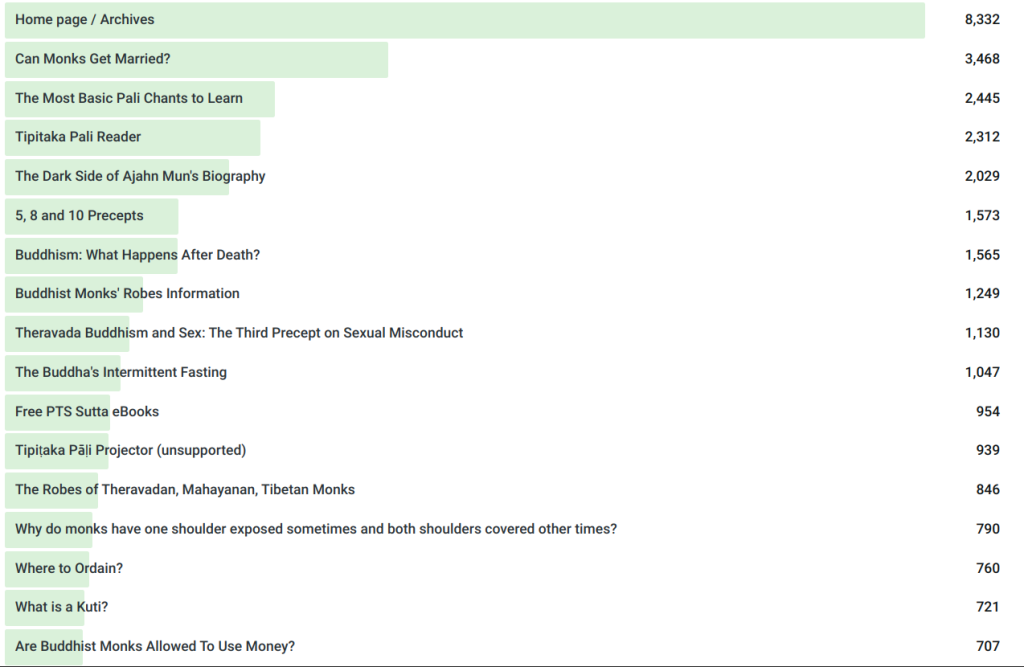 Home page / Archives 8,332
Can Monks Get Married? 3,468
The Most Basic Pali Chants to Learn 2,445
Tipitaka Pali Reader 2,312
The Dark Side of Ajahn Mun's Biography 2,029
5, 8 and 10 Precepts 1,573
Buddhism: What Happens After Death? 1,565
Buddhist Monks' Robes Information 1,249
Theravada Buddhism and Sex: The Third Precept on Sexual Misconduct 1,130
The Buddha's Intermittent Fasting 1,047
Free PTS Sutta eBooks 954
Tipiṭaka Pāḷi Projector (unsupported) 939
The Robes of Theravadan, Mahayanan, Tibetan Monks 846
Why do monks have one shoulder exposed sometimes and both shoulders covered other times? 790
Where to Ordain? 760
What is a Kuti? 721
Are Buddhist Monks Allowed To Use Money? 707